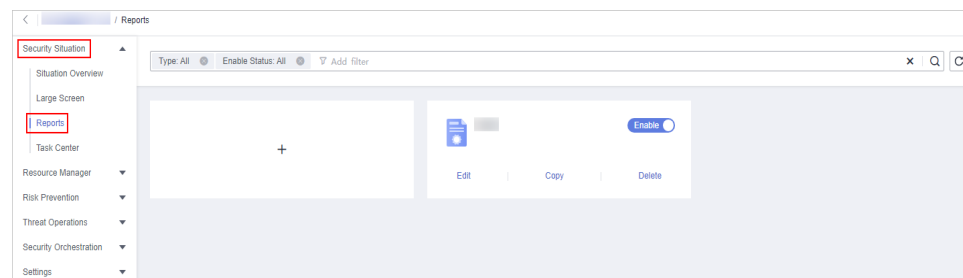 / Reports
Security Situation
Situation Overview
Large Screen
Reports
Task Center
Resource Manager
Risk Prevention
Threat Operations
Security Orchestration
Settings
Type: All Enable Status: All Add filter
+
Enable
Edit Copy Delete